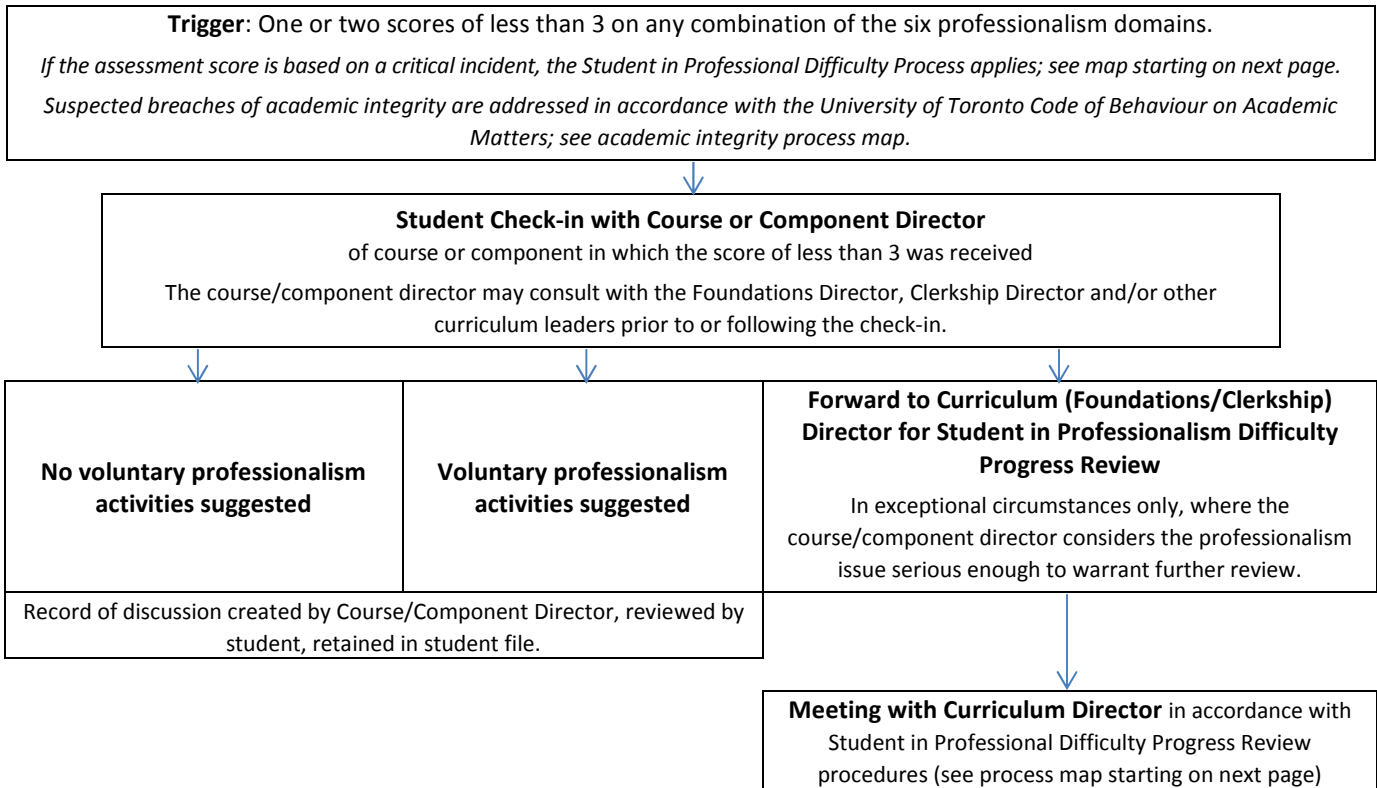 Trigger: One or two scores of less than 3 on any combination of the six professionalism domains.
If the assessment score is based on a critical incident, the Student in Professional Difficulty Process applies; see map starting on next page.
Suspected breaches of academic integrity are addressed in accordance with the University of Toronto Code of Behaviour on Academic
Matters; see academic integrity process map.
Student Check-in with Course or Component Director
of course or component in which the score of less than 3 was received
The course/component director may consult with the Foundations Director, Clerkship Director and/or other
curriculum leaders prior to or following the check-in.
No voluntary professionalism
activities suggested
Voluntary professionalism
activities suggested
Forward to Curriculum (Foundations/Clerkship)
Director for Student in Professionalism Difficulty
Progress Review
In exceptional circumstances only, where the
course/component director considers the professionalism
issue serious enough to warrant further review.
Record of discussion created by Course/Component Director, reviewed by
student, retained in student file.
Meeting with Curriculum Director in accordance with
Student in Professional Difficulty Progress Review
procedures (see process map starting on next page)